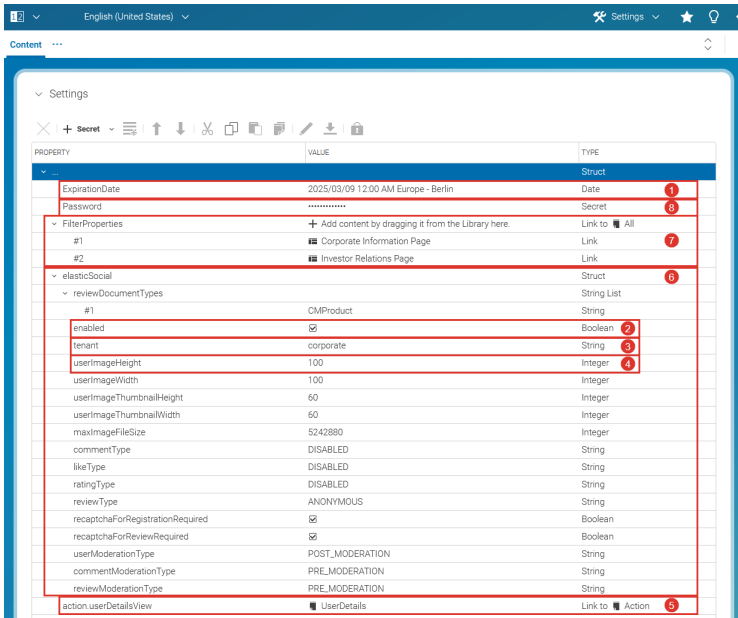 12 English (United States) Settings
Content ...
Settings
+ Secret
PROPERTY VALUE TYPE
... Struct
ExpirationDate 2025/03/09 12:00 AM Europe - Berlin Date 1
Password ••••••••••••• Secret 8
FilterProperties + Add content by dragging it from the Library here. Link to All
#1 Corporate Information Page Link 7
#2 Investor Relations Page Link
elasticSocial Struct 6
reviewDocumentTypes String List
#1 CMProduct String
enabled Boolean 2
tenant corporate String 3
userImageHeight 100 Integer 4
userImageWidth 100 Integer
userImageThumbnailHeight 60 Integer
userImageThumbnailWidth 60 Integer
maxImageFileSize 5242880 Integer
commentType DISABLED String
likeType DISABLED String
ratingType DISABLED String
reviewType ANONYMOUS String
recaptchaForRegistrationRequired Boolean
recaptchaForReviewRequired Boolean
userModerationType POST_MODERATION String
commentModerationType PRE_MODERATION String
reviewModerationType PRE_MODERATION String
action.userDetailsView UserDetails Link to Action 5